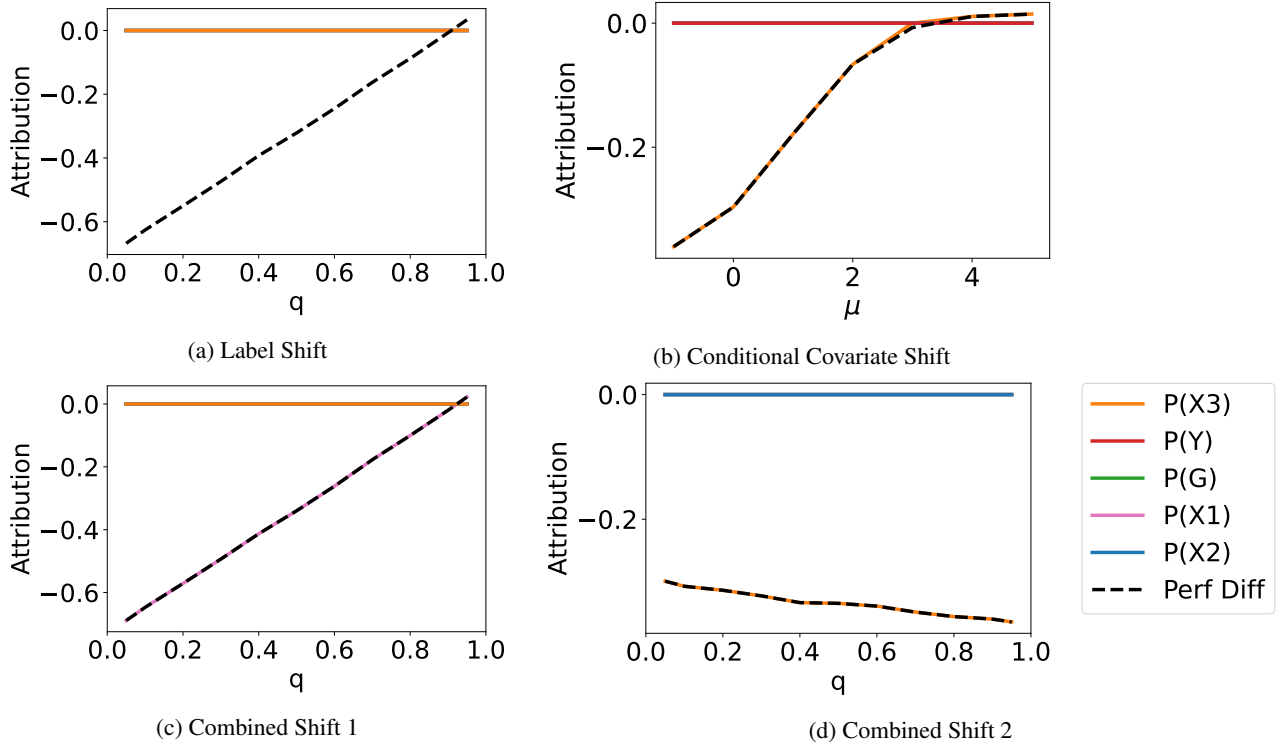 0.0
−0.2
−0.4
−0.6
Attribution
0.0 0.2 0.4 0.6 0.8 1.0
q
(a) Label Shift
0.0
−0.2
Attribution
0 2 4
μ
(b) Conditional Covariate Shift
0.0
−0.2
−0.4
−0.6
Attribution
0.0 0.2 0.4 0.6 0.8 1.0
q
(c) Combined Shift 1
0.0
−0.2
Attribution
0.0 0.2 0.4 0.6 0.8 1.0
q
(d) Combined Shift 2
P(X3)
P(Y)
P(G)
P(X1)
P(X2)
Perf Diff